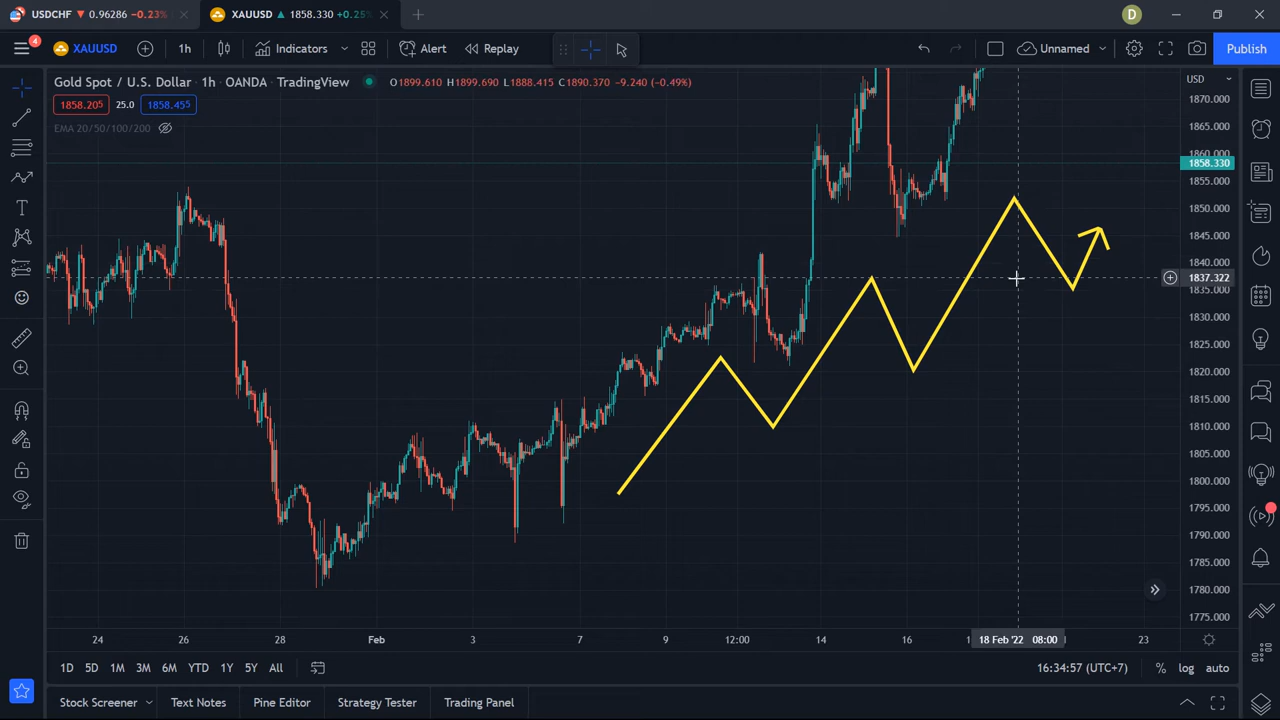 USDCHF ▼ 0.96286 −0.23%
XAUUSD ▲ 1858.330 +0.25%
D
4
XAUUSD
1h
Indicators
Alert
Replay
Unnamed
Publish
Gold Spot / U.S. Dollar · 1h · OANDA · TradingView
O1899.610 H1899.690 L1888.415 C1890.370 −9.240 (−0.49%)
USD
1858.205
25.0
1858.455
EMA 20/50/100/200
1870.000
1865.000
1860.000
1858.330
1855.000
1850.000
1845.000
1840.000
1837.322
1835.000
1830.000
1825.000
1820.000
1815.000
1810.000
1805.000
1800.000
1795.000
1790.000
1785.000
1780.000
1775.000
24 26 28 Feb 3 7 9 12:00 14 16 18 Feb '22 08:00 23
1D 5D 1M 3M 6M YTD 1Y 5Y All
16:34:57 (UTC+7)
% log auto
Stock Screener
Text Notes
Pine Editor
Strategy Tester
Trading Panel